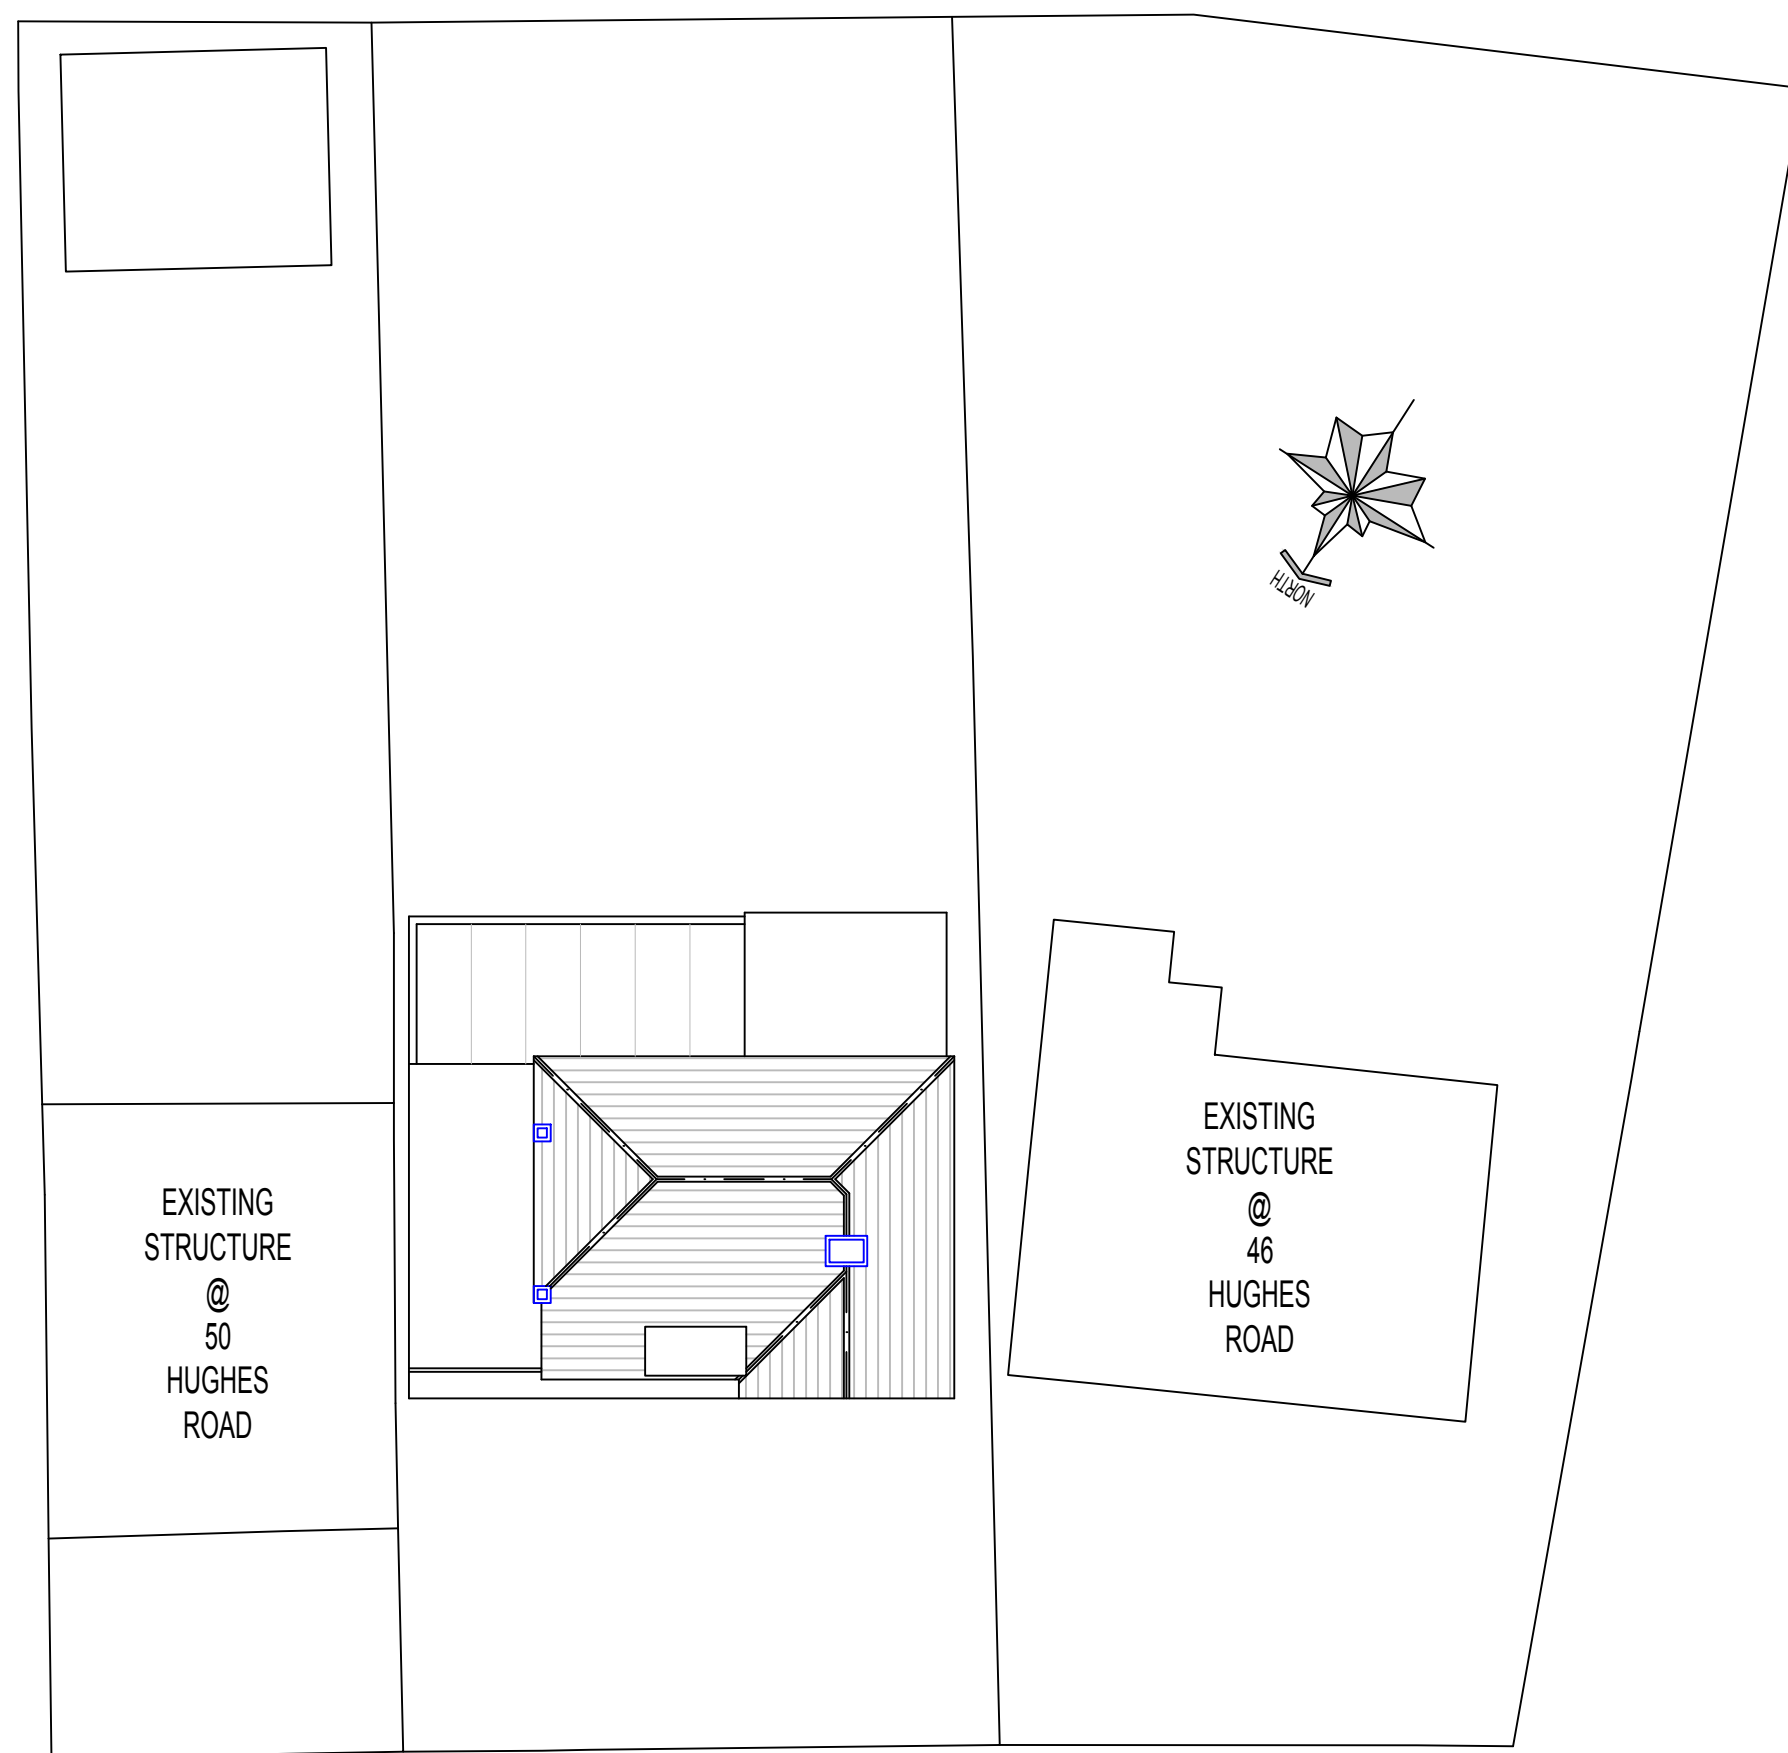 NORTH
EXISTING
STRUCTURE
@
46
HUGHES
ROAD
EXISTING
STRUCTURE
@
50
HUGHES
ROAD